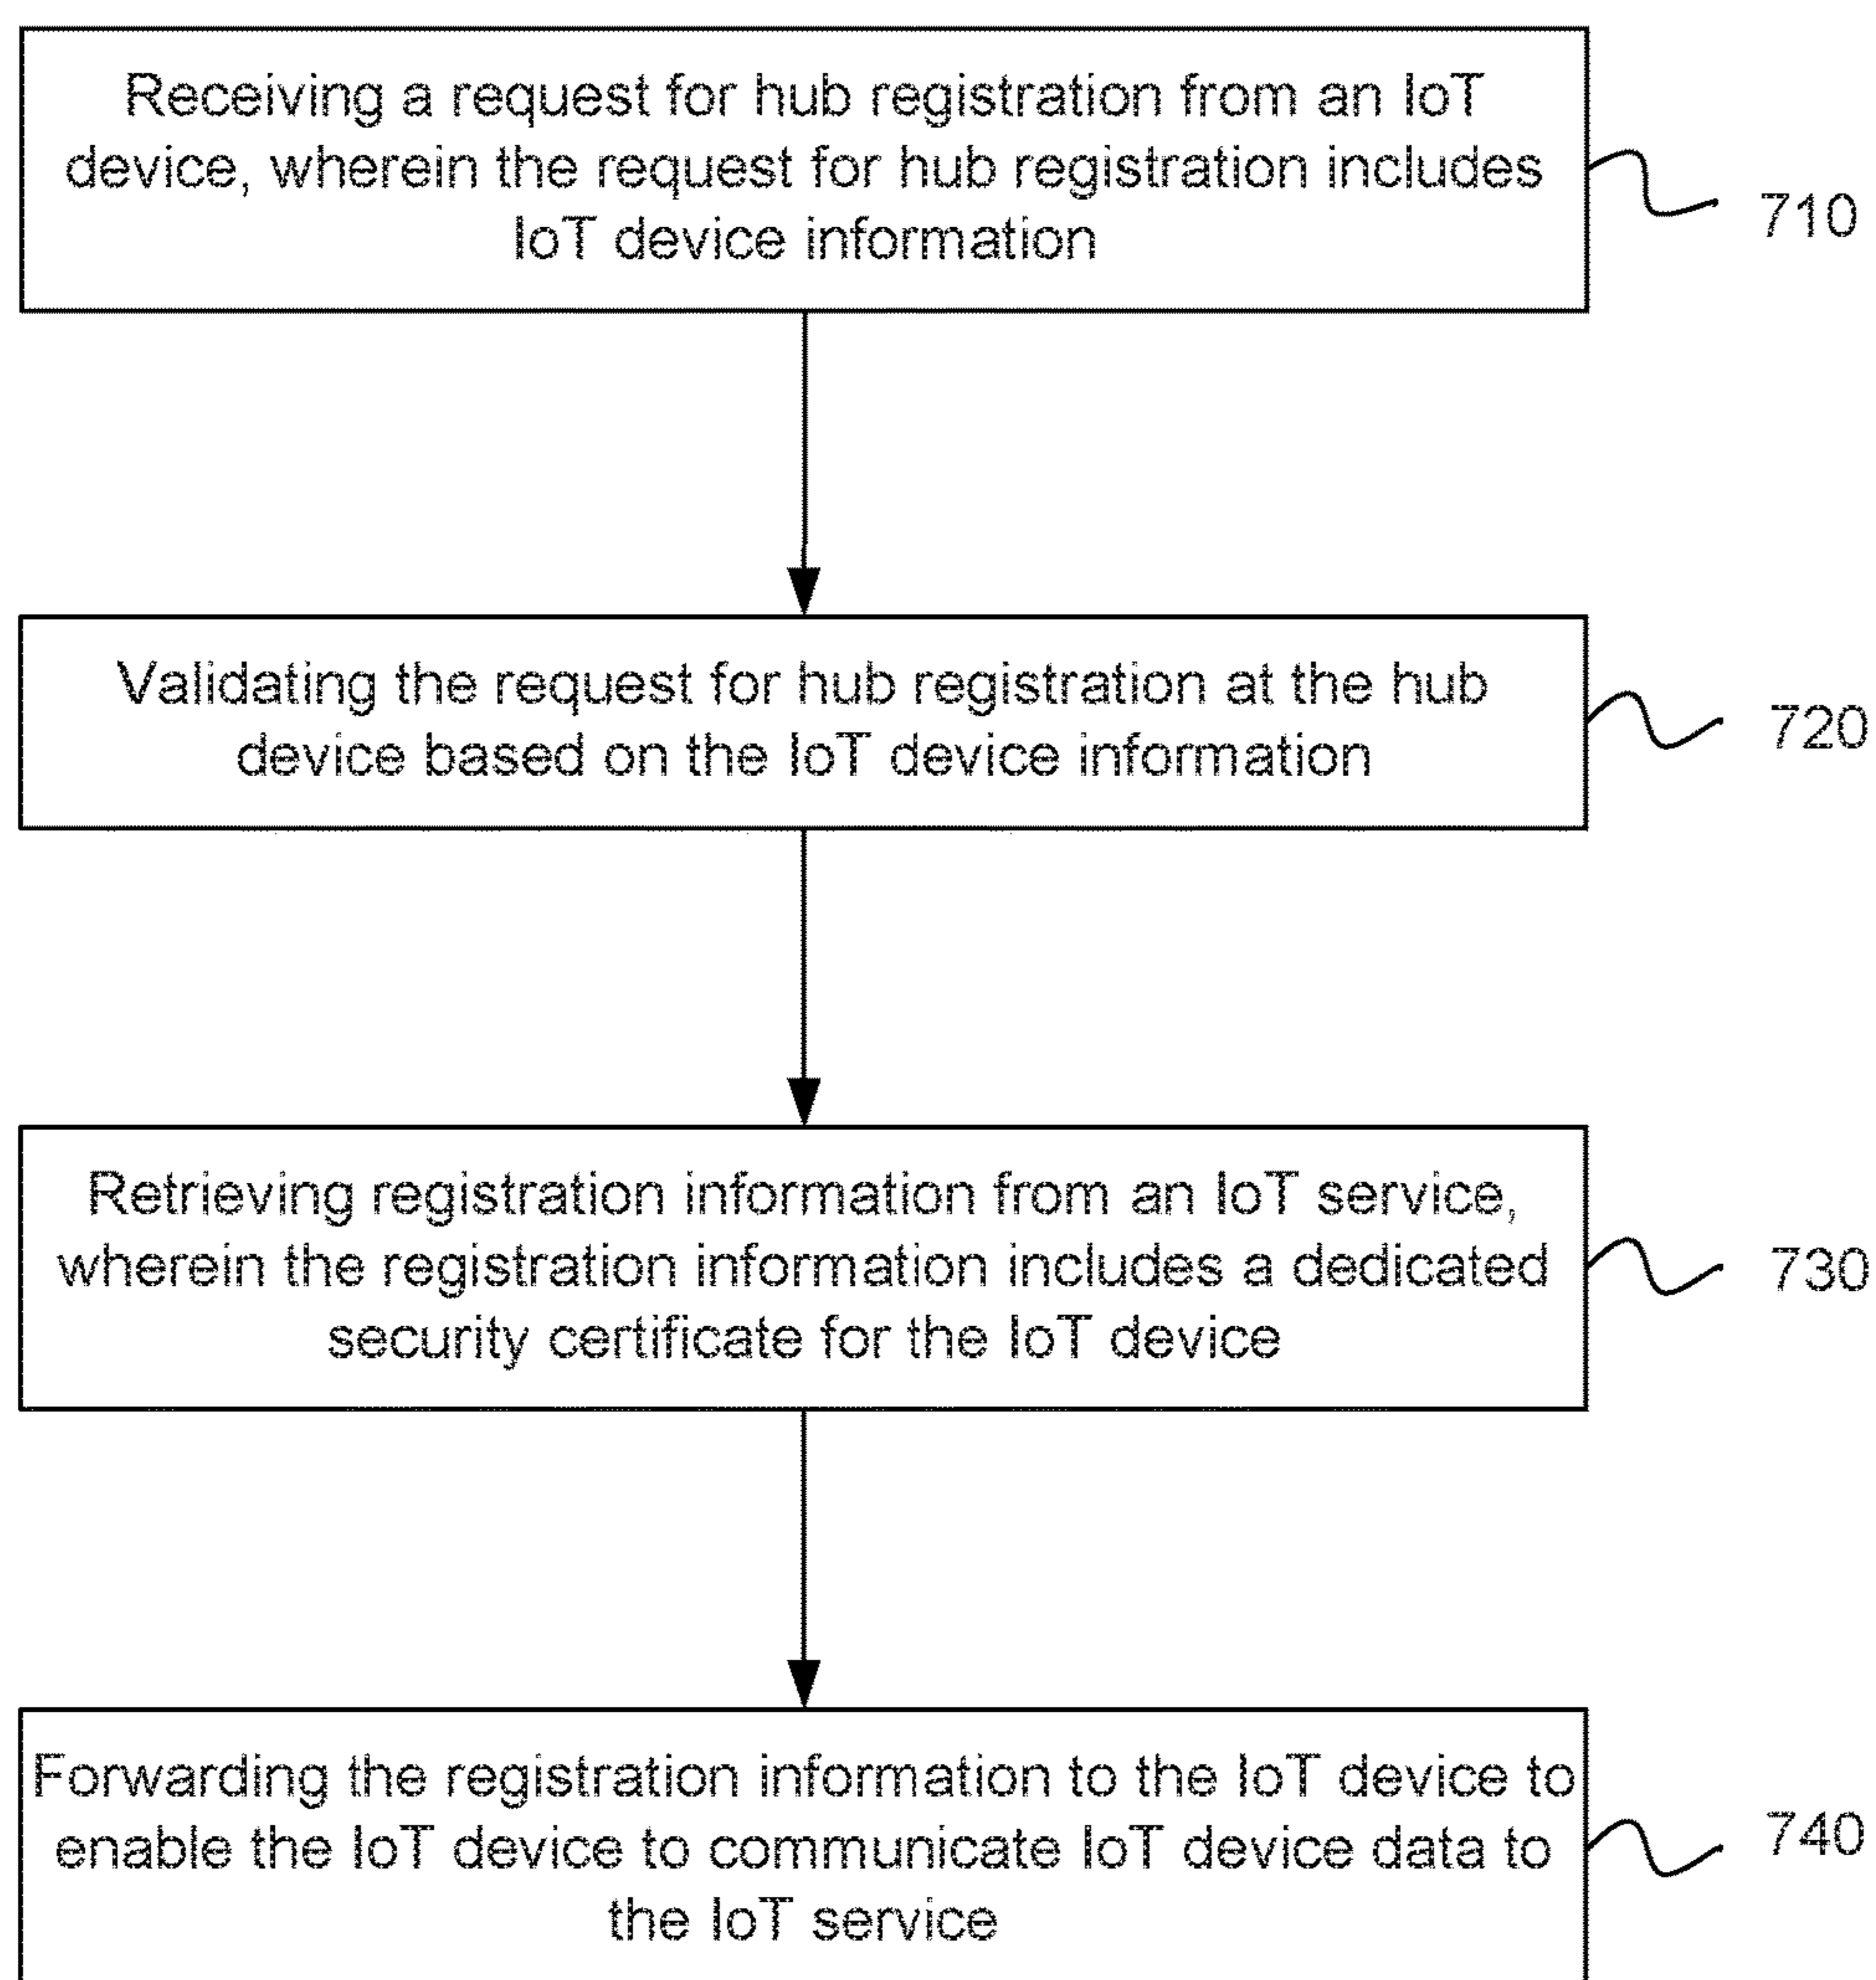 Receiving a request for hub registration from an IoT
device, wherein the request for hub registration includes
IoT device information
710
Validating the request for hub registration at the hub
device based on the IoT device information
720
Retrieving registration information from an IoT service,
wherein the registration information includes a dedicated
security certificate for the IoT device
730
Forwarding the registration information to the IoT device to
enable the IoT device to communicate IoT device data to
the IoT service
740